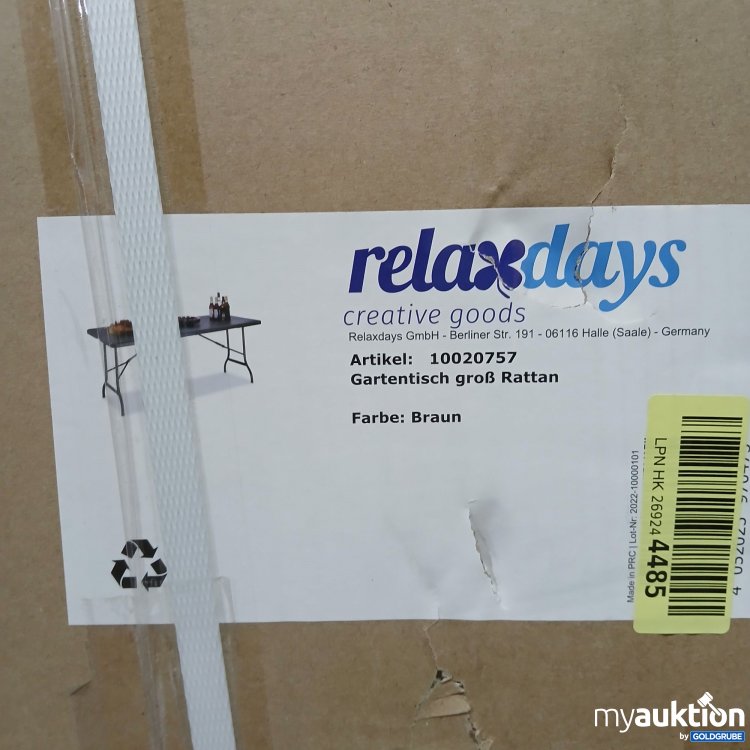 relaxdays
creative goods
Relaxdays GmbH - Berliner Str. 191 - 06116 Halle (Saale) - Germany
Artikel: 10020757
Gartentisch groß Rattan
Farbe: Braun
Made in PRC | Lot-Nr: 2022-10000101
LPN HK 26924 4485
myauktion
by GOLDGRUBE